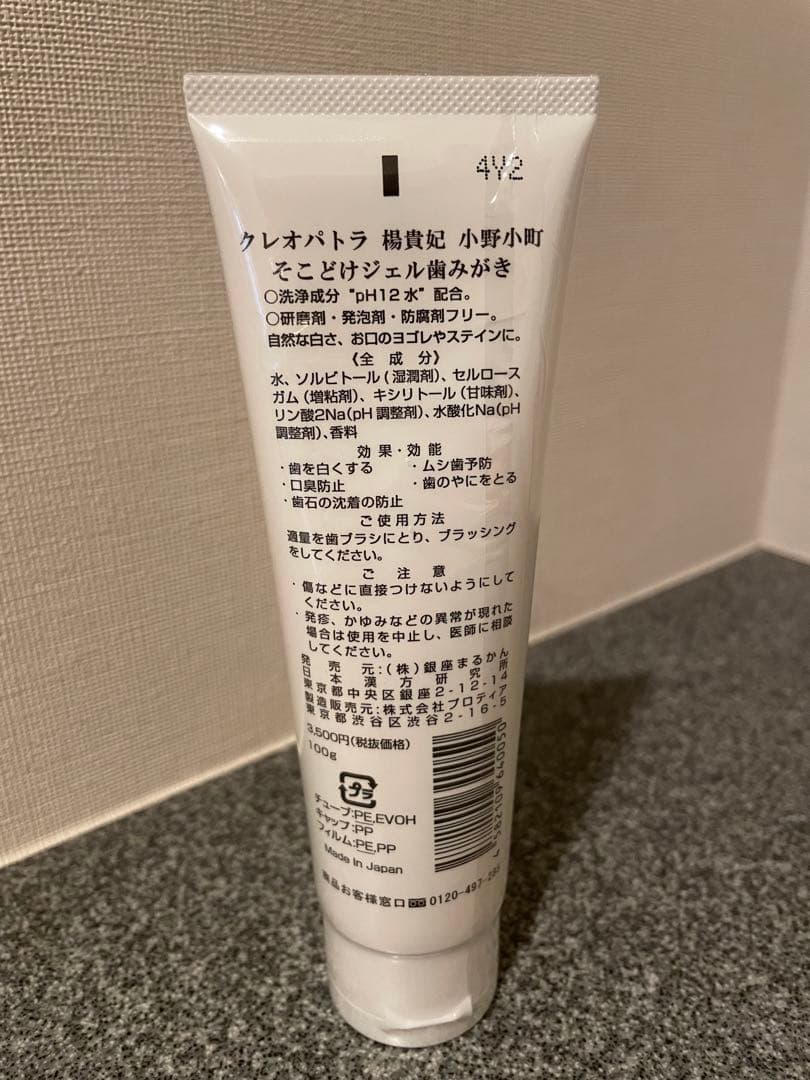 4Y2
クレオパトラ 楊貴妃 小野小町
そこどけジェル歯みがき
○洗浄成分 "pH12水" 配合。
○研磨剤・発泡剤・防腐剤フリー。
自然な白さ、お口のヨゴレやステインに。
《全成分》
水、ソルビトール(湿潤剤)、セルロース
ガム(増粘剤)、キシリトール(甘味剤)、
リン酸2Na(pH調整剤)、水酸化Na(pH
調整剤)、香料
効果・効能
・歯を白くする ・ムシ歯予防
・口臭防止 ・歯のやにをとる
・歯石の沈着の防止
ご使用方法
適量を歯ブラシにとり、ブラッシング
をしてください。
ご注意
・傷などに直接つけないようにして
ください。
・発疹、かゆみなどの異常が現れた
場合は使用を中止し、医師に相談
してください。
発売元:(株)銀座まるかん
日本漢方研究所
東京都中央区銀座2-12-14
製造販売元:株式会社プロティア
東京都渋谷区渋谷2-16-5
3,500円(税抜価格)
100g
プラ
チューブ:PE,EVOH
キャップ:PP
フィルム:PE,PP
Made in Japan
商品お客様窓口 0120-497-285